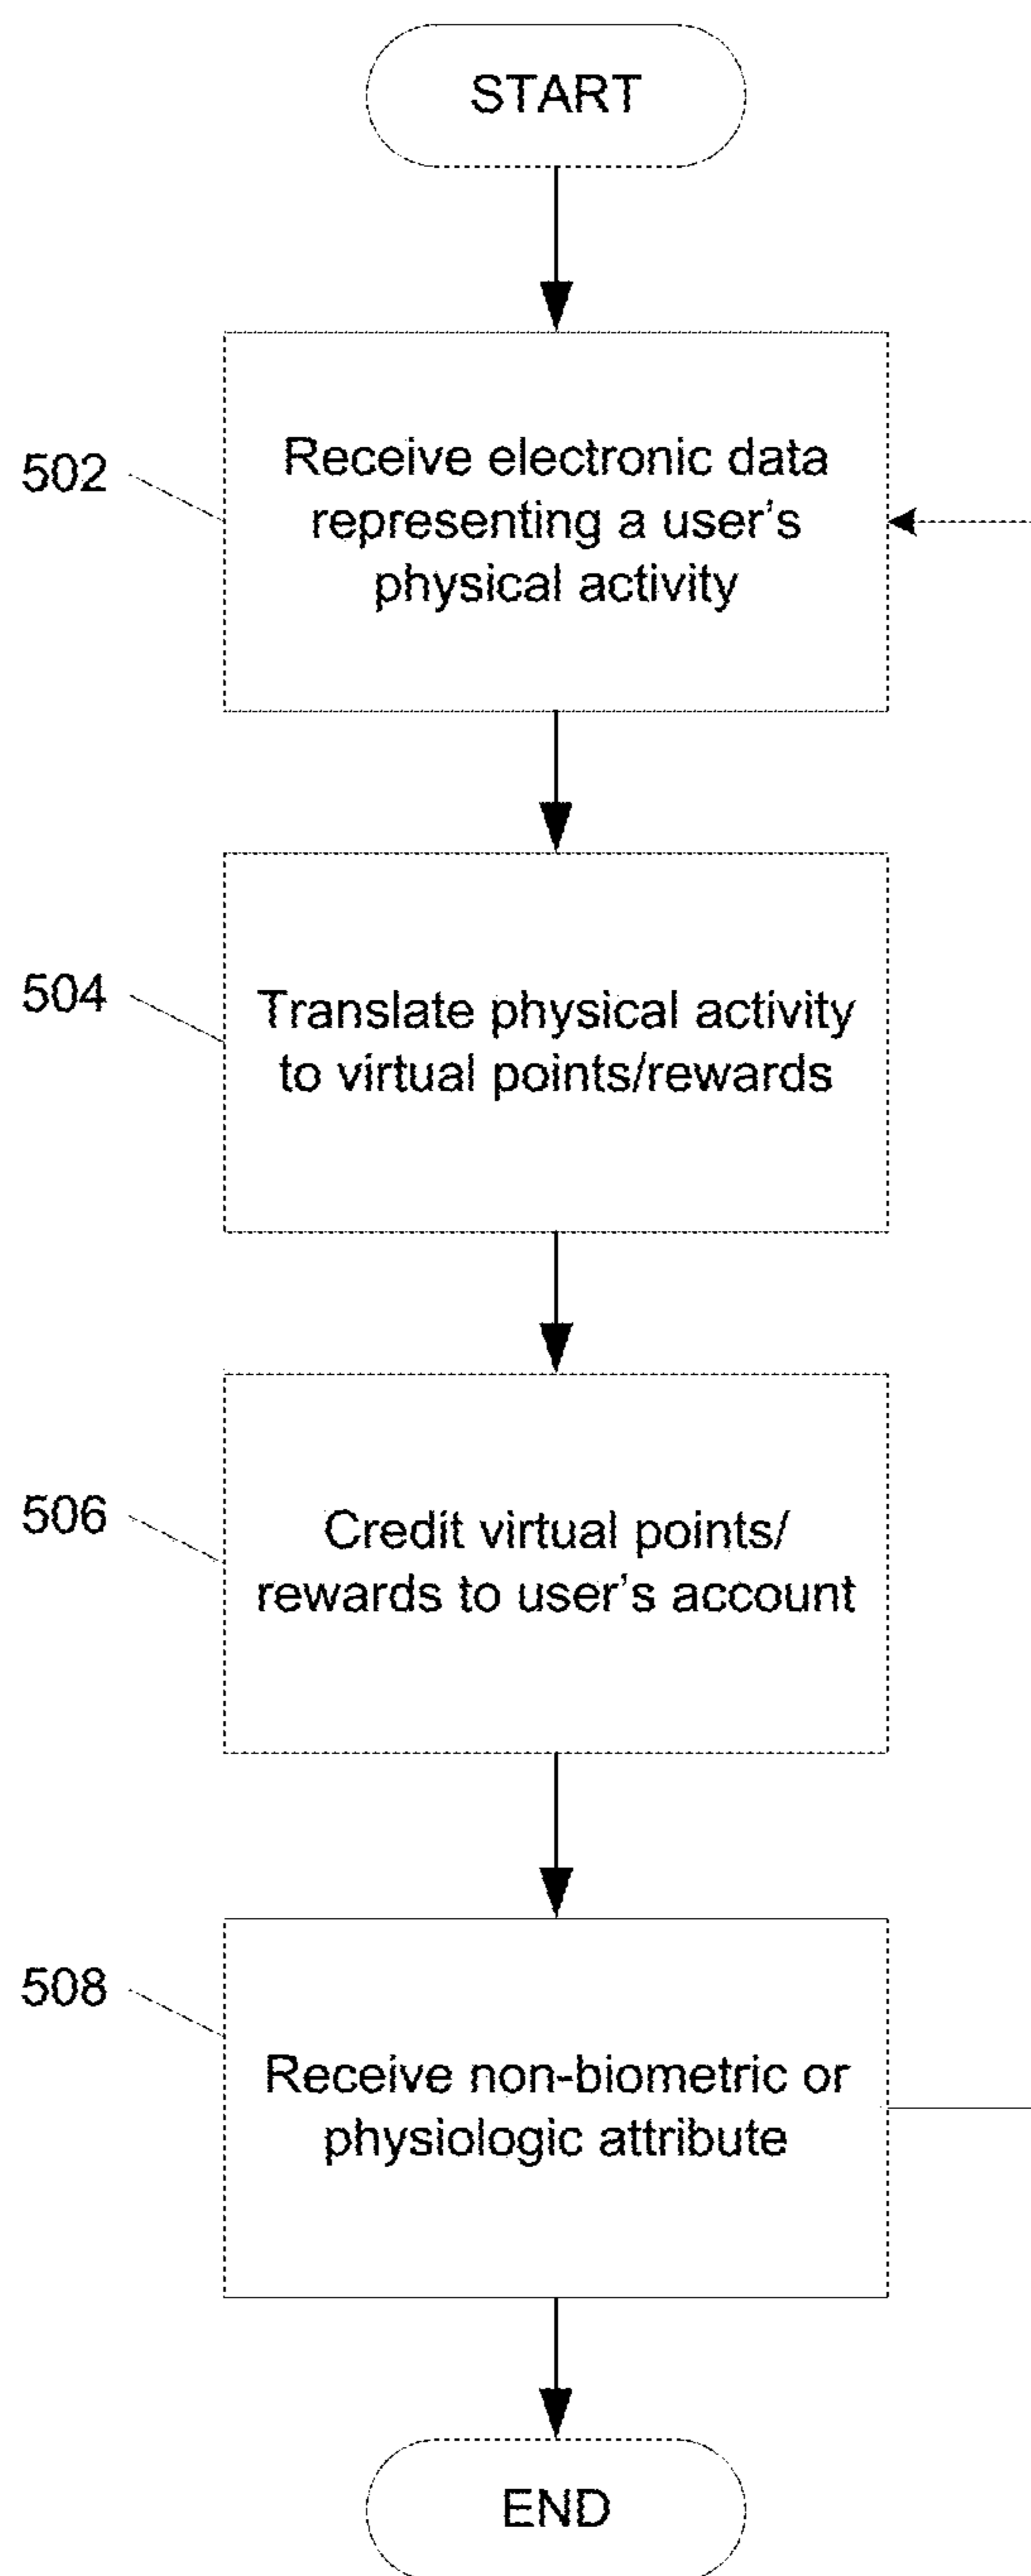 START
502
Receive electronic data
representing a user's
physical activity
504
Translate physical activity
to virtual points/rewards
506
Credit virtual points/
rewards to user's account
508
Receive non-biometric or
physiologic attribute
END